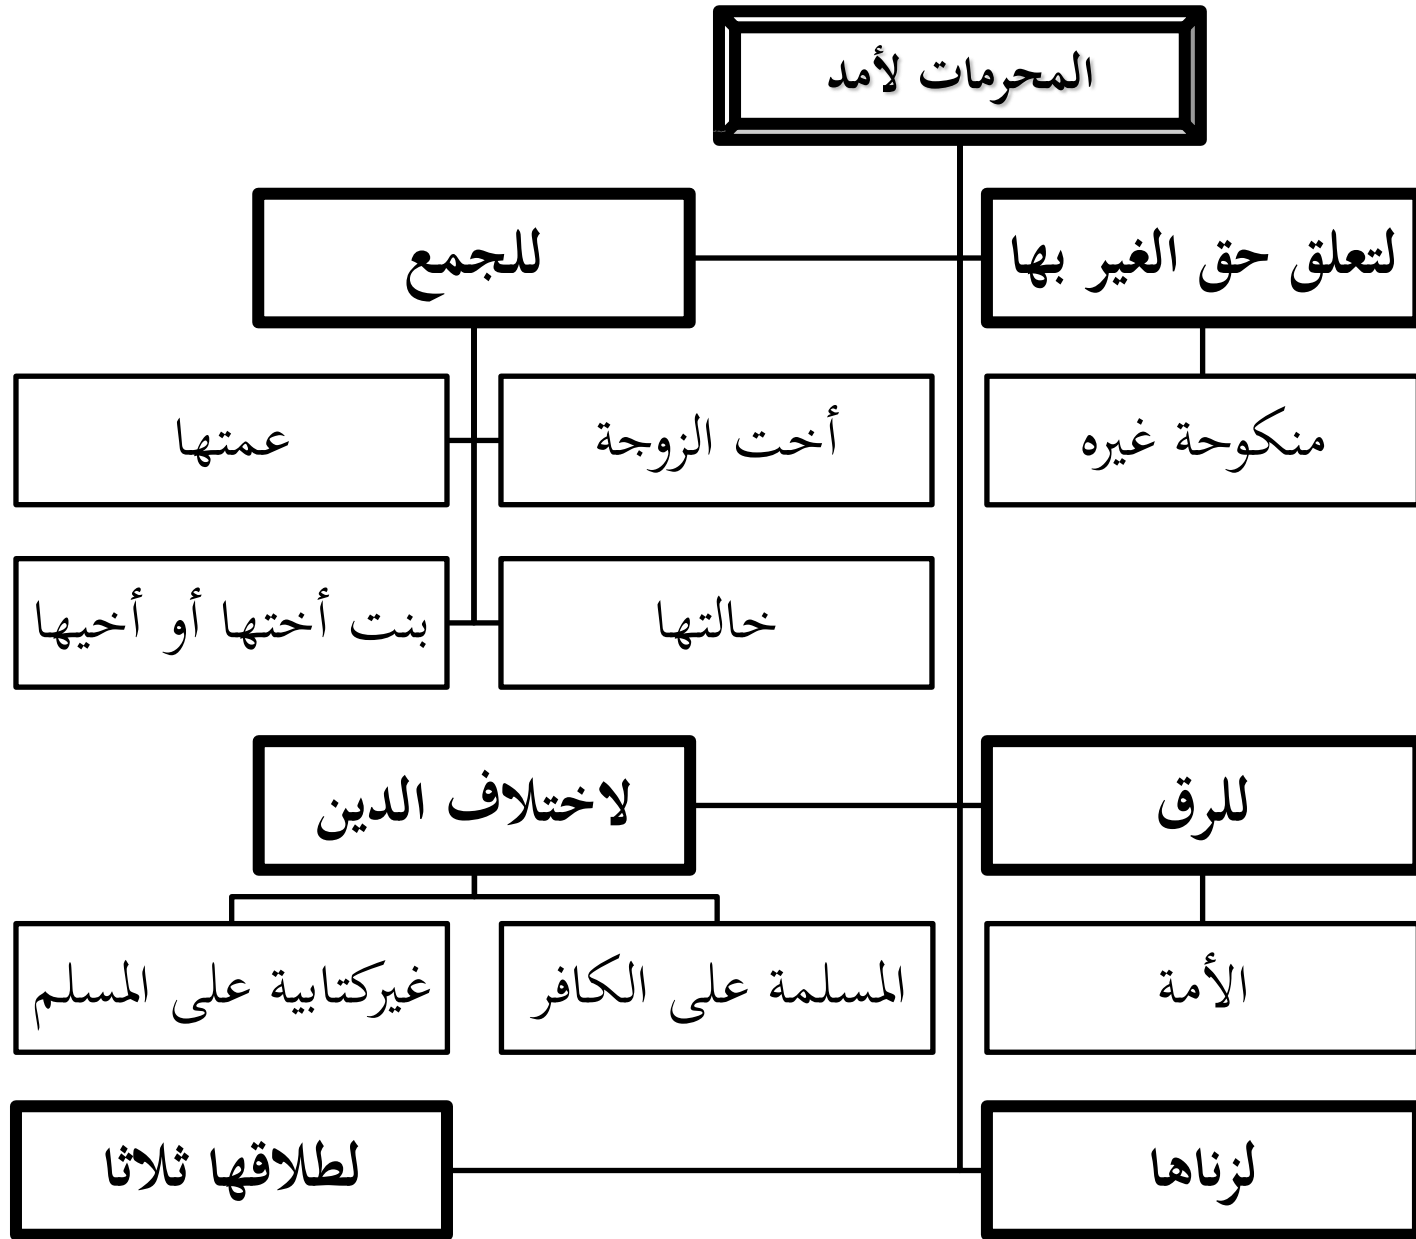 المحرمات لأمد
لتعلق حق الغير بها
للجمع
منكوحة غيره
أخت الزوجة
عمتها
خالتها
بنت أختها أو أخيها
للرق
لاختلاف الدين
الأمة
المسلمة على الكافر
غيركتابية على المسلم
لزناها
لطلاقها ثلاثا